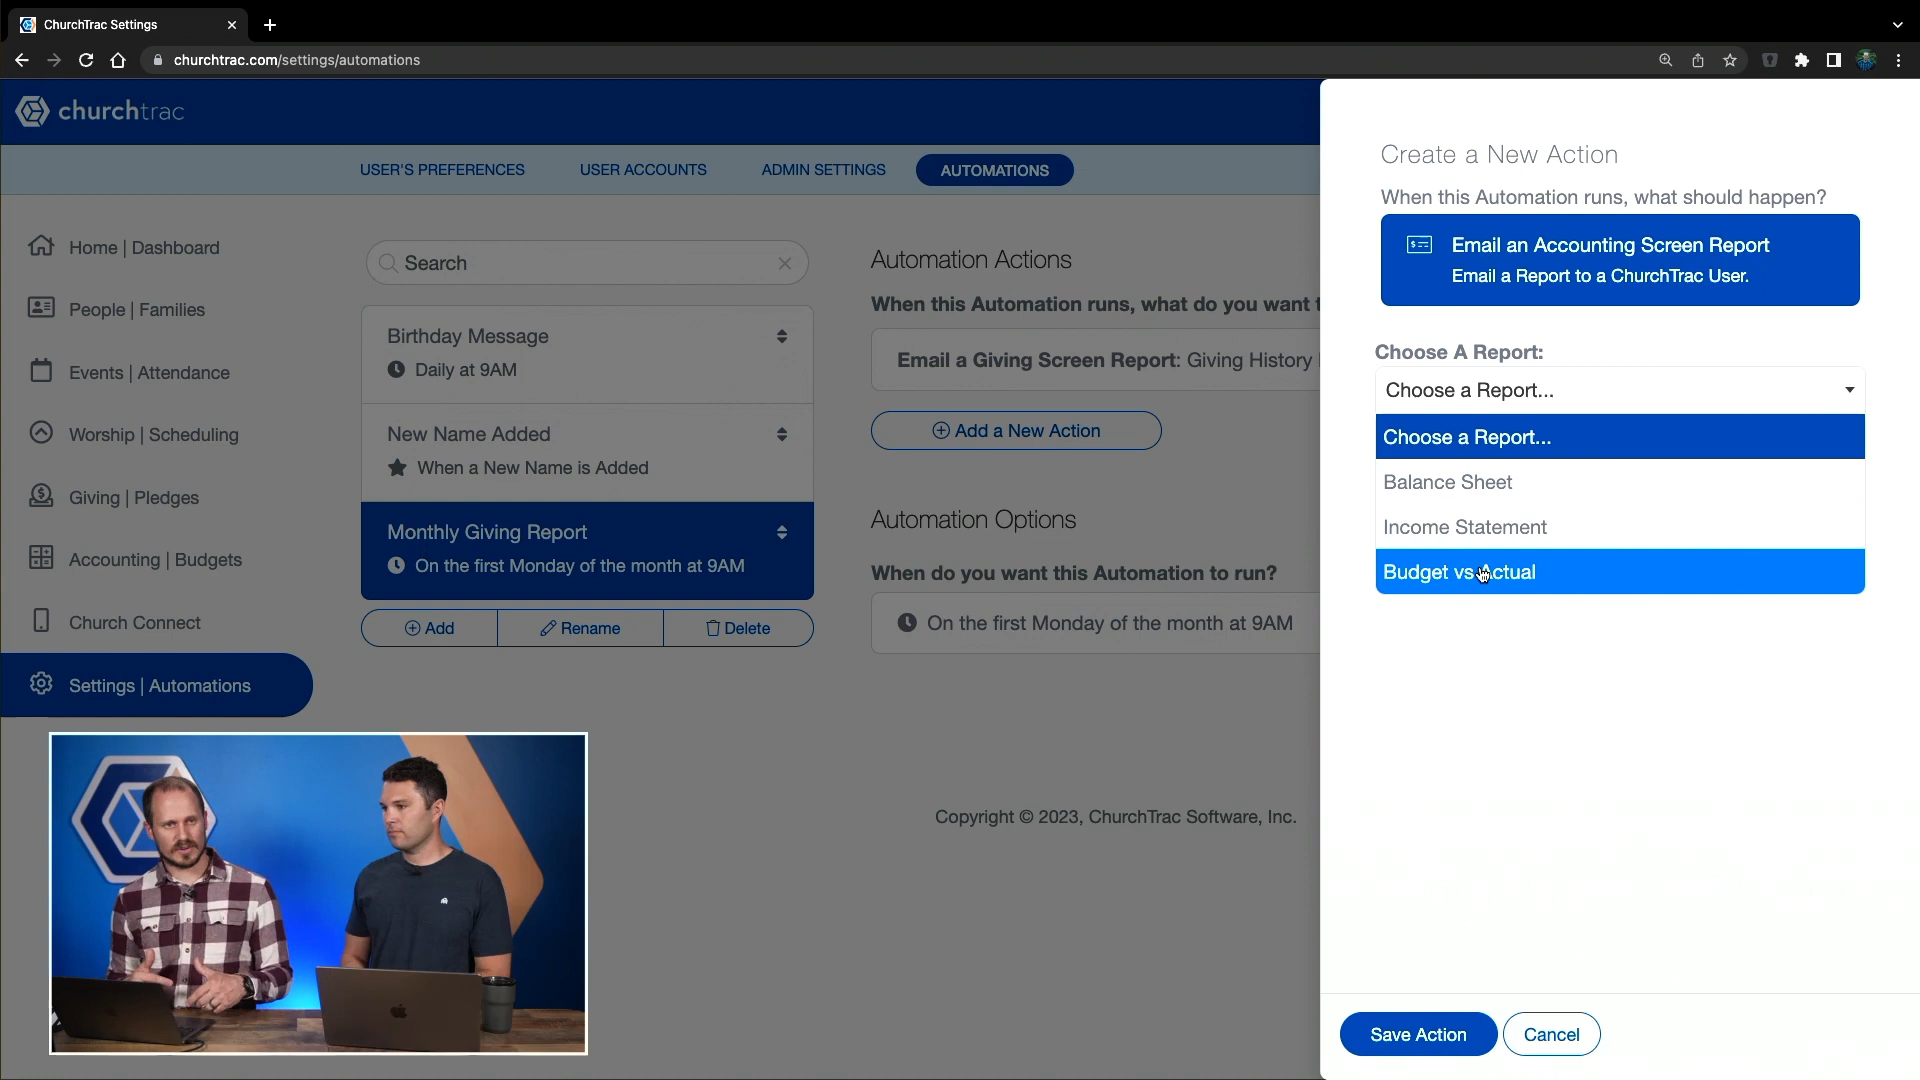 ChurchTrac Settings
churchtrac.com/settings/automations
churchtrac
USER'S PREFERENCES
USER ACCOUNTS
ADMIN SETTINGS
AUTOMATIONS
Home | Dashboard
People | Families
Events | Attendance
Worship | Scheduling
Giving | Pledges
Accounting | Budgets
Church Connect
Settings | Automations
Search
Birthday Message
Daily at 9AM
New Name Added
When a New Name is Added
Monthly Giving Report
On the first Monday of the month at 9AM
Add
Rename
Delete
Automation Actions
When this Automation runs, what do you want
Email a Giving Screen Report: Giving History
Add a New Action
Automation Options
When do you want this Automation to run?
On the first Monday of the month at 9AM
Copyright © 2023, ChurchTrac Software, Inc.
Create a New Action
When this Automation runs, what should happen?
Email an Accounting Screen Report
Email a Report to a ChurchTrac User.
Choose A Report:
Choose a Report...
Choose a Report...
Balance Sheet
Income Statement
Budget vs Actual
Save Action
Cancel